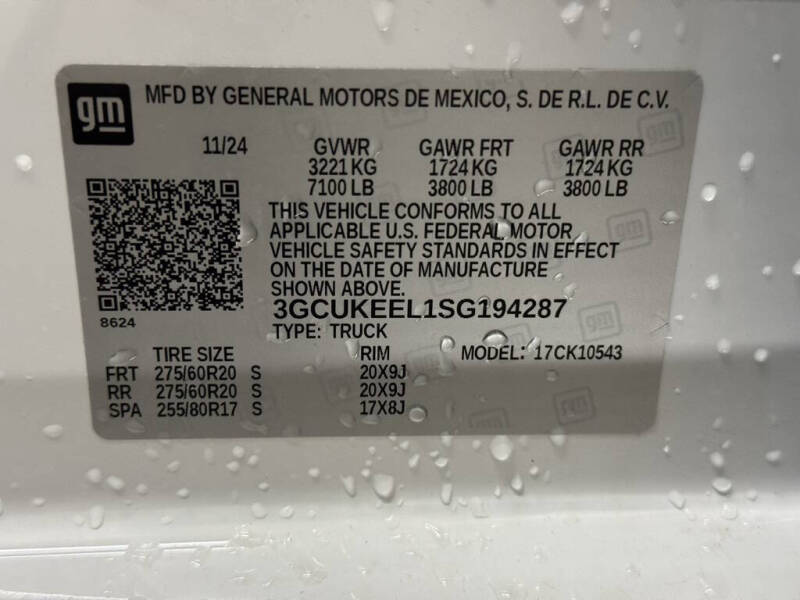 gm MFD BY GENERAL MOTORS DE MEXICO, S. DE R.L. DE C.V.
11/24 GVWR GAWR FRT GAWR RR
3221 KG 1724 KG 1724 KG
7100 LB 3800 LB 3800 LB
THIS VEHICLE CONFORMS TO ALL
APPLICABLE U.S. FEDERAL MOTOR
VEHICLE SAFETY STANDARDS IN EFFECT
ON THE DATE OF MANUFACTURE
SHOWN ABOVE.
3GCUKEEL1SG194287
8624
TYPE: TRUCK
TIRE SIZE RIM MODEL: 17CK10543
FRT 275/60R20 S 20X9J
RR 275/60R20 S 20X9J
SPA 255/80R17 S 17X8J